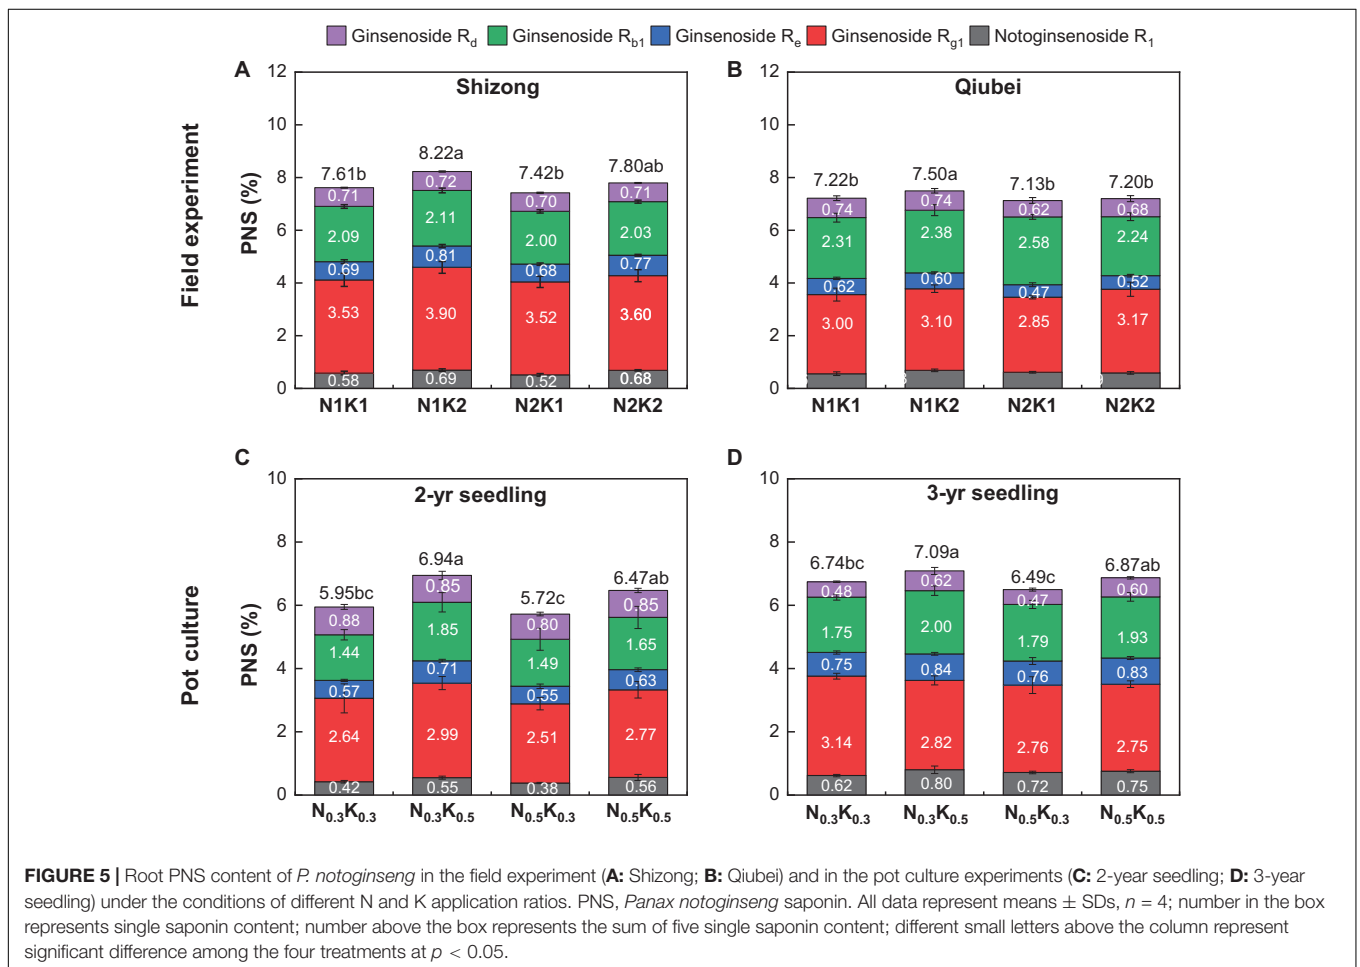 Ginsenoside Rd Ginsenoside Rb1 Ginsenoside Re Ginsenoside Rg1 Notoginsenoside R1
A
B
Field experiment
PNS (%)
12
10
8
6
4
2
0
Shizong
7.61b 8.22a 7.42b 7.80ab
0.71 0.72 0.70 0.71
2.09 2.11 2.00 2.03
0.69 0.81 0.68 0.77
3.53 3.90 3.52 3.60
0.58 0.69 0.52 0.68
N1K1 N1K2 N2K1 N2K2
12
10
8
6
4
2
0
Qiubei
7.22b 7.50a 7.13b 7.20b
0.74 0.74 0.62 0.68
2.31 2.38 2.58 2.24
0.62 0.60 0.47 0.52
3.00 3.10 2.85 3.17
N1K1 N1K2 N2K1 N2K2
C
D
Pot culture
PNS (%)
10
8
6
4
2
0
2-yr seedling
5.95bc 6.94a 5.72c 6.47ab
0.88 0.85 0.80 0.85
1.44 1.85 1.49 1.65
0.57 0.71 0.55 0.63
2.64 2.99 2.51 2.77
0.42 0.55 0.38 0.56
N0.3K0.3 N0.3K0.5 N0.5K0.3 N0.5K0.5
10
8
6
4
2
0
3-yr seedling
6.74bc 7.09a 6.49c 6.87ab
0.48 0.62 0.47 0.60
1.75 2.00 1.79 1.93
0.75 0.84 0.76 0.83
3.14 2.82 2.76 2.75
0.62 0.80 0.72 0.75
N0.3K0.3 N0.3K0.5 N0.5K0.3 N0.5K0.5
FIGURE 5 | Root PNS content of P. notoginseng in the field experiment (A: Shizong; B: Qiubei) and in the pot culture experiments (C: 2-year seedling; D: 3-year
seedling) under the conditions of different N and K application ratios. PNS, Panax notoginseng saponin. All data represent means ± SDs, n = 4; number in the box
represents single saponin content; number above the box represents the sum of five single saponin content; different small letters above the column represent
significant difference among the four treatments at p < 0.05.